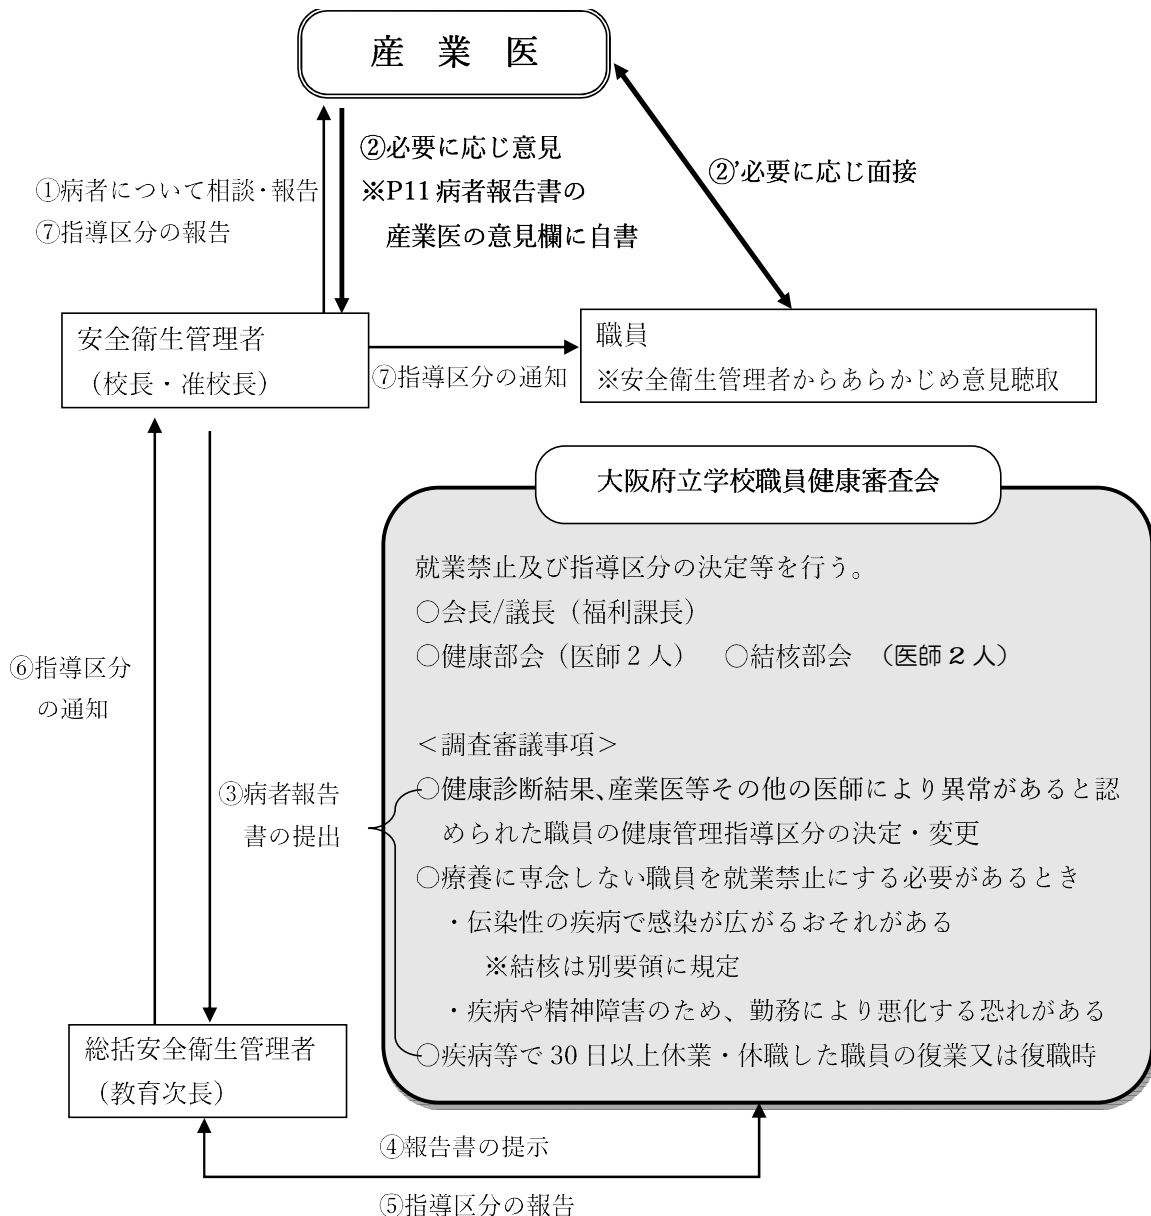 産　業　医
②必要に応じ意見
※P11 病者報告書の
産業医の意見欄に自書
②’必要に応じ面接
①病者について相談・報告
⑦指導区分の報告
安全衛生管理者
（校長・准校長）
⑦指導区分の通知
職員
※安全衛生管理者からあらかじめ意見聴取
大阪府立学校職員健康審査会
就業禁止及び指導区分の決定等を行う。
○会長/議長（福利課長）
○健康部会（医師２人）　○結核部会　（医師２人）
＜調査審議事項＞
○健康診断結果、産業医等その他の医師により異常があると認
められた職員の健康管理指導区分の決定・変更
○療養に専念しない職員を就業禁止にする必要があるとき
・伝染性の疾病で感染が広がるおそれがある
※結核は別要領に規定
・疾病や精神障害のため、勤務により悪化する恐れがある
○疾病等で 30 日以上休業・休職した職員の復業又は復職時
⑥指導区分
の通知
③病者報告
書の提出
総括安全衛生管理者
（教育次長）
④報告書の提示
⑤指導区分の報告